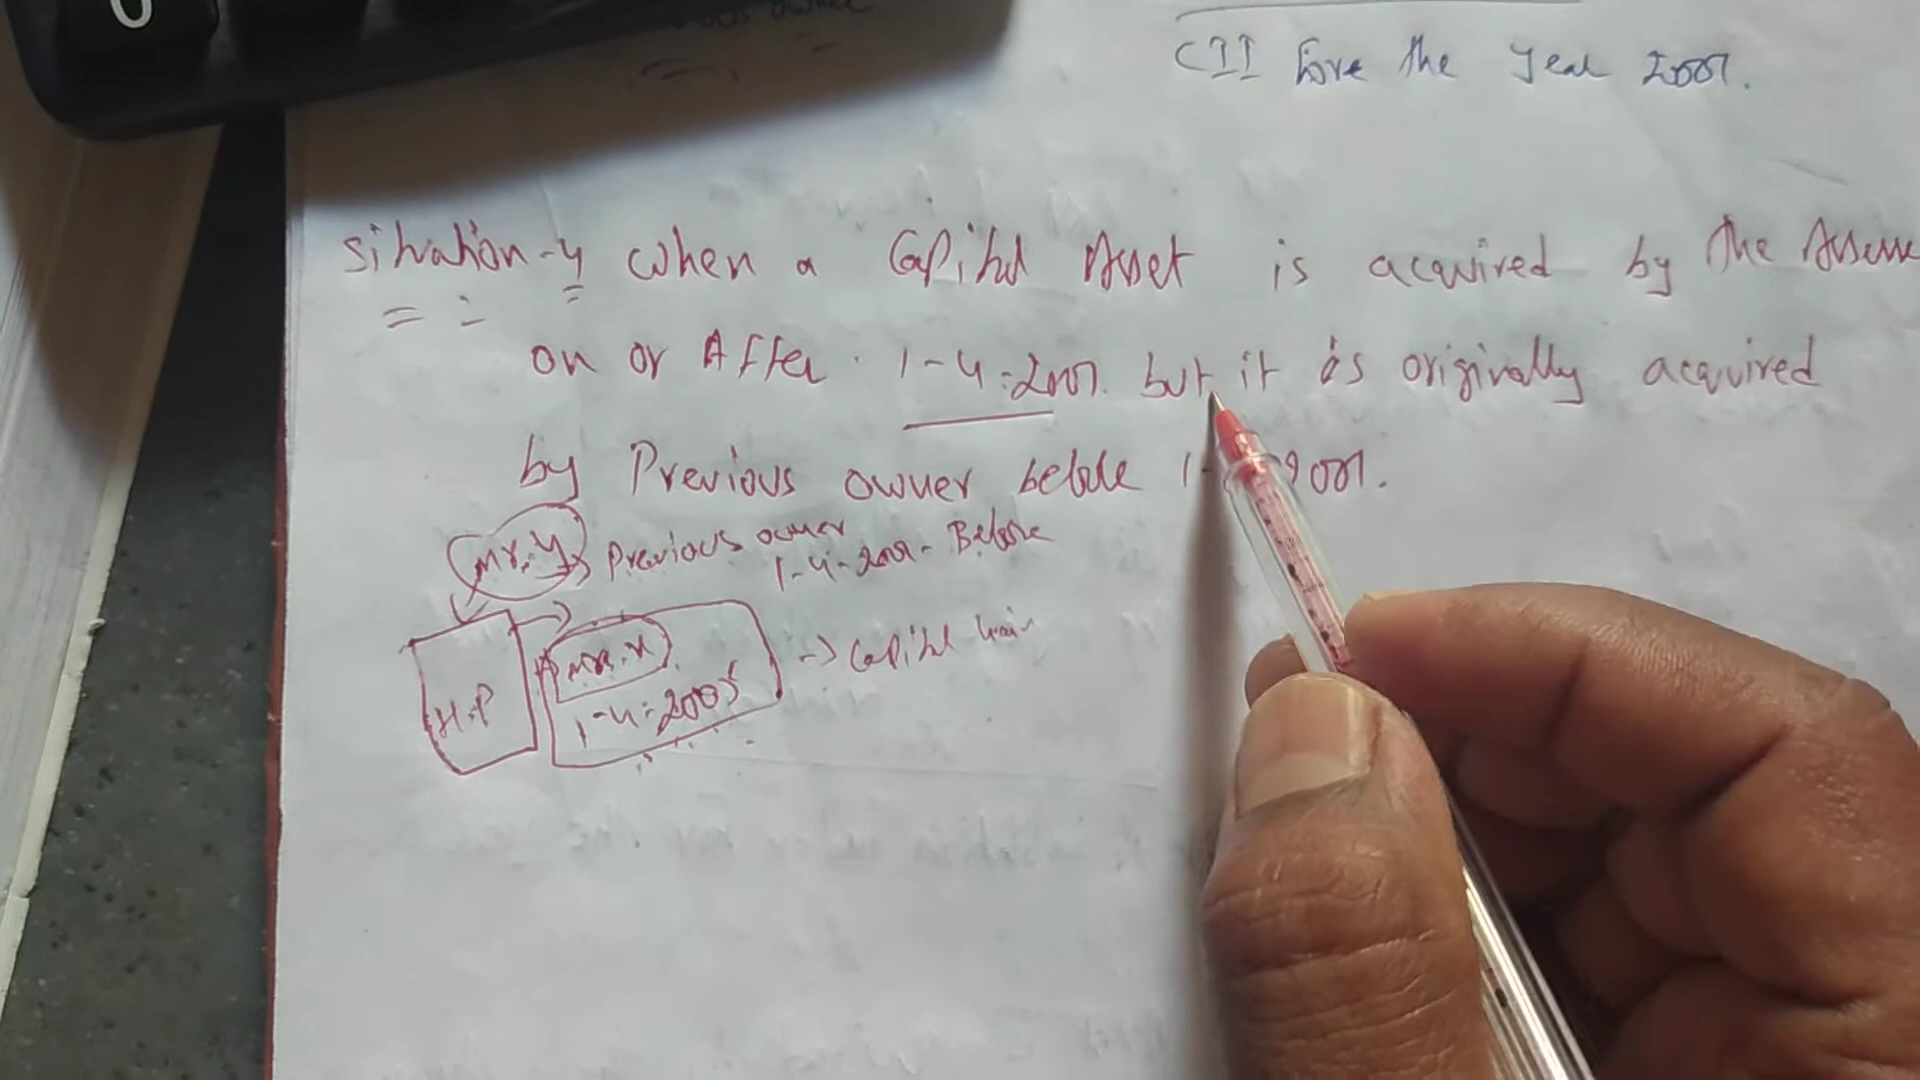 owner
CII fore the year 2001.
Situation-4 When a Capital Asset is acquired by the Assesse
on or After 1-4-2001. but it is originally acquired
by Previous owner before 1- 2001.
Mr. Y Previous owner
1-4-2001- Before
H.P Mr. X → Capital Gain
1-4-2005